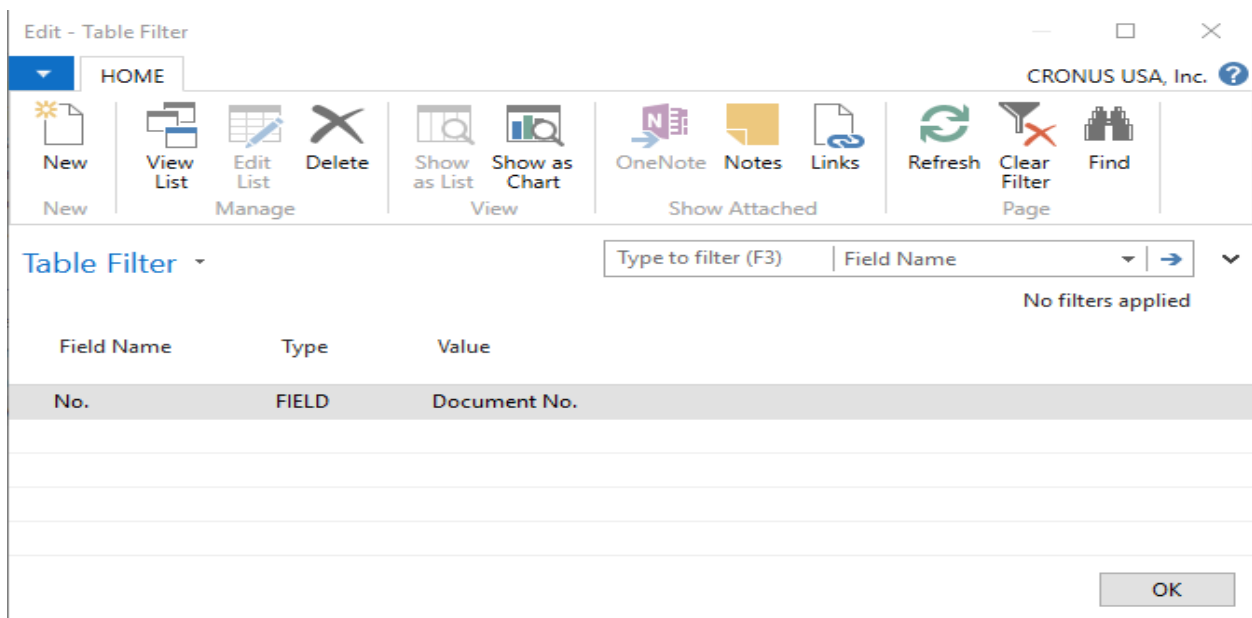 Edit - Table Filter
HOME
CRONUS USA, Inc.
New View List Edit List Delete Show as List Show as Chart OneNote Notes Links Refresh Clear Filter Find
New Manage View Show Attached Page
Table Filter Type to filter (F3) Field Name
No filters applied
Field Name Type Value
No. FIELD Document No.
OK